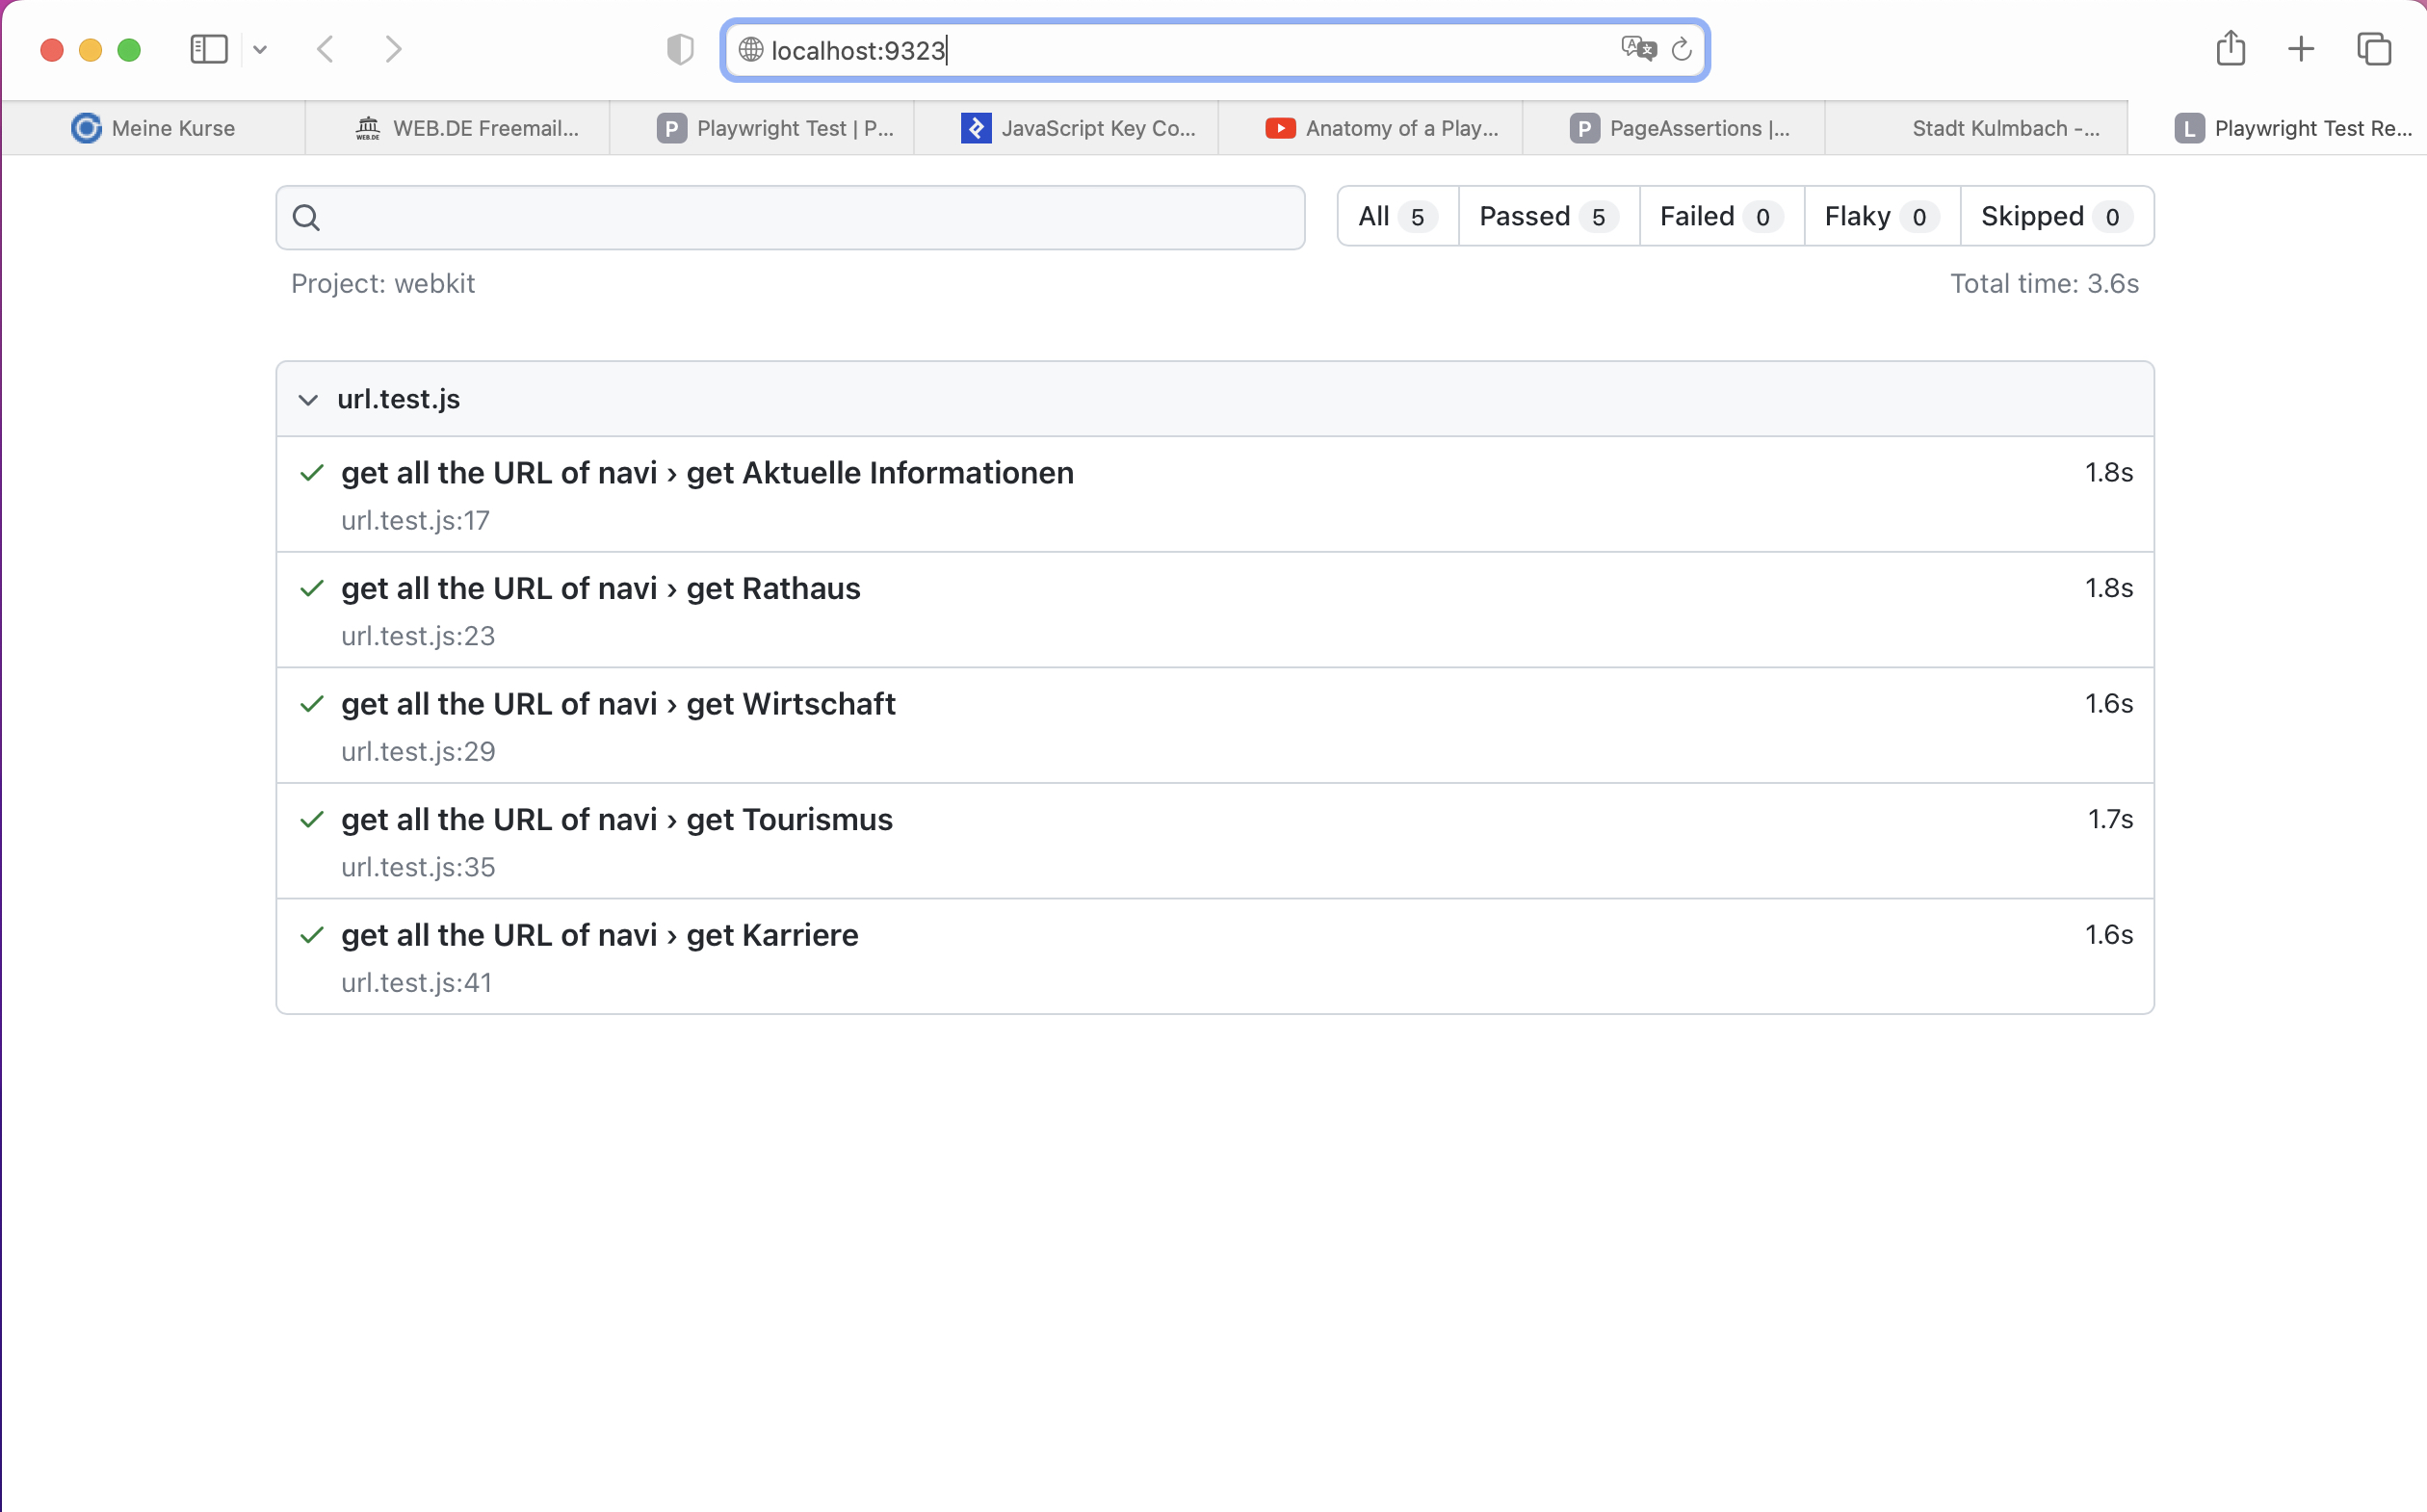 localhost:9323
Meine Kurse
WEB.DE Freemail...
P Playwright Test | P...
JavaScript Key Co...
Anatomy of a Play...
P PageAssertions |...
Stadt Kulmbach -...
L Playwright Test Re...
All 5 Passed 5 Failed 0 Flaky 0 Skipped 0
Project: webkit
Total time: 3.6s
url.test.js
get all the URL of navi › get Aktuelle Informationen 1.8s
url.test.js:17
get all the URL of navi › get Rathaus 1.8s
url.test.js:23
get all the URL of navi › get Wirtschaft 1.6s
url.test.js:29
get all the URL of navi › get Tourismus 1.7s
url.test.js:35
get all the URL of navi › get Karriere 1.6s
url.test.js:41